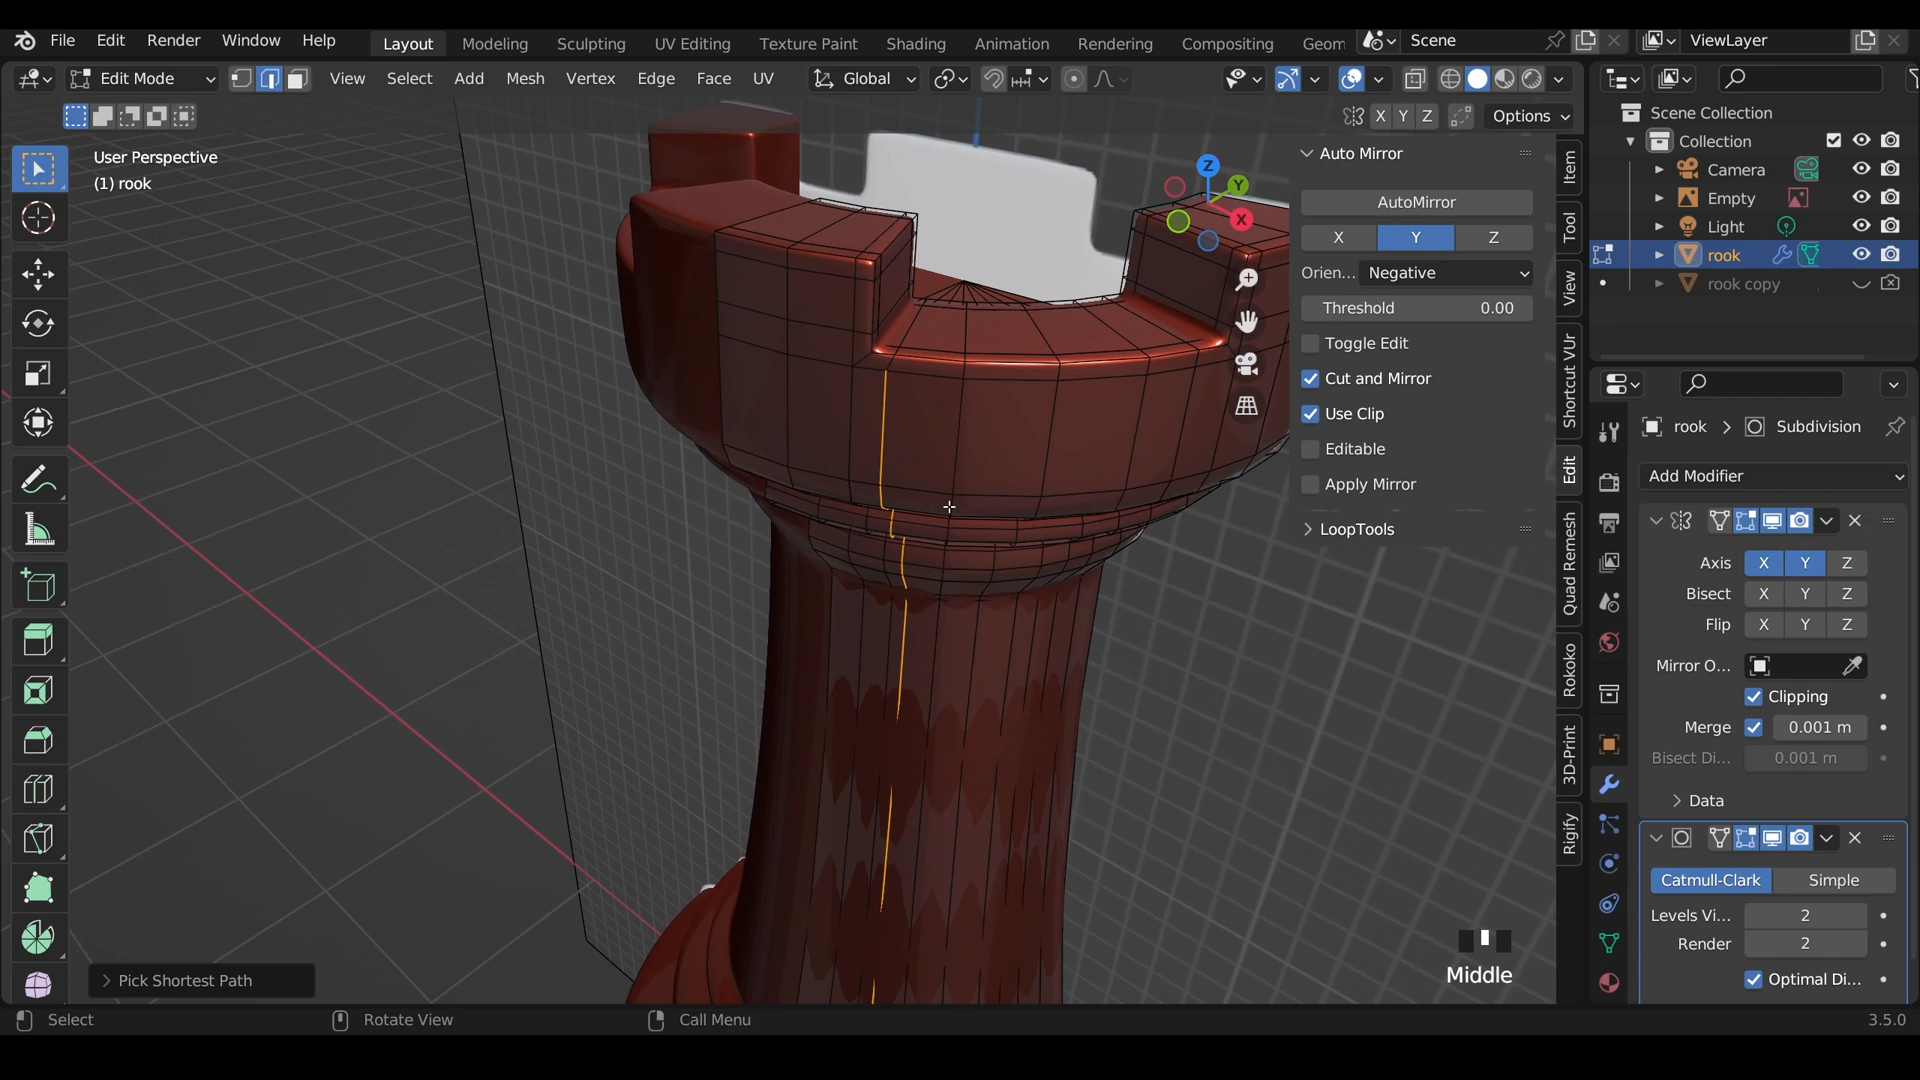 File Edit Render Window Help Layout Modeling Sculpting UV Editing Texture Paint Shading Animation Rendering Compositing Geom Scene ViewLayer
Edit Mode View Select Add Mesh Vertex Edge Face UV Global
X Y Z Options
User Perspective
(1) rook
Z
Y
X
Auto Mirror
AutoMirror
X Y Z
Orien... Negative
Threshold 0.00
Toggle Edit
Cut and Mirror
Use Clip
Editable
Apply Mirror
LoopTools
Item
Tool
View
Shortcut VUr
Edit
Quad Remesh
Rokoko
3D-Print
Rigify
Scene Collection
Collection
Camera
Empty
Light
rook
rook copy
rook > Subdivision
Add Modifier
Axis X Y Z
Bisect X Y Z
Flip X Y Z
Mirror O...
Clipping
Merge 0.001 m
Bisect Di... 0.001 m
Data
Catmull-Clark Simple
Levels Vi... 2
Render 2
Optimal Di...
Middle
Pick Shortest Path
Select Rotate View Call Menu 3.5.0